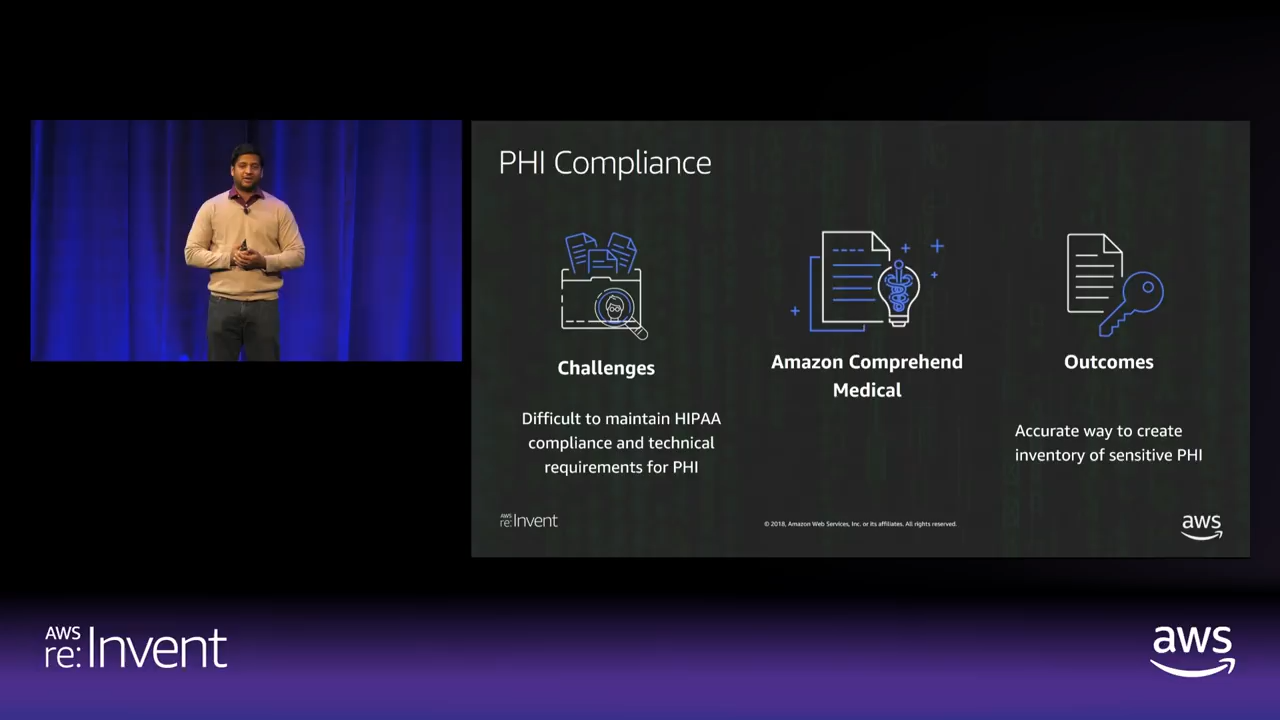 PHI Compliance
Challenges
Difficult to maintain HIPAA
compliance and technical
requirements for PHI
Amazon Comprehend
Medical
Outcomes
Accurate way to create
inventory of sensitive PHI
AWS
re:Invent
© 2018, Amazon Web Services, Inc. or its affiliates. All rights reserved.
aws
AWS
re:Invent
aws